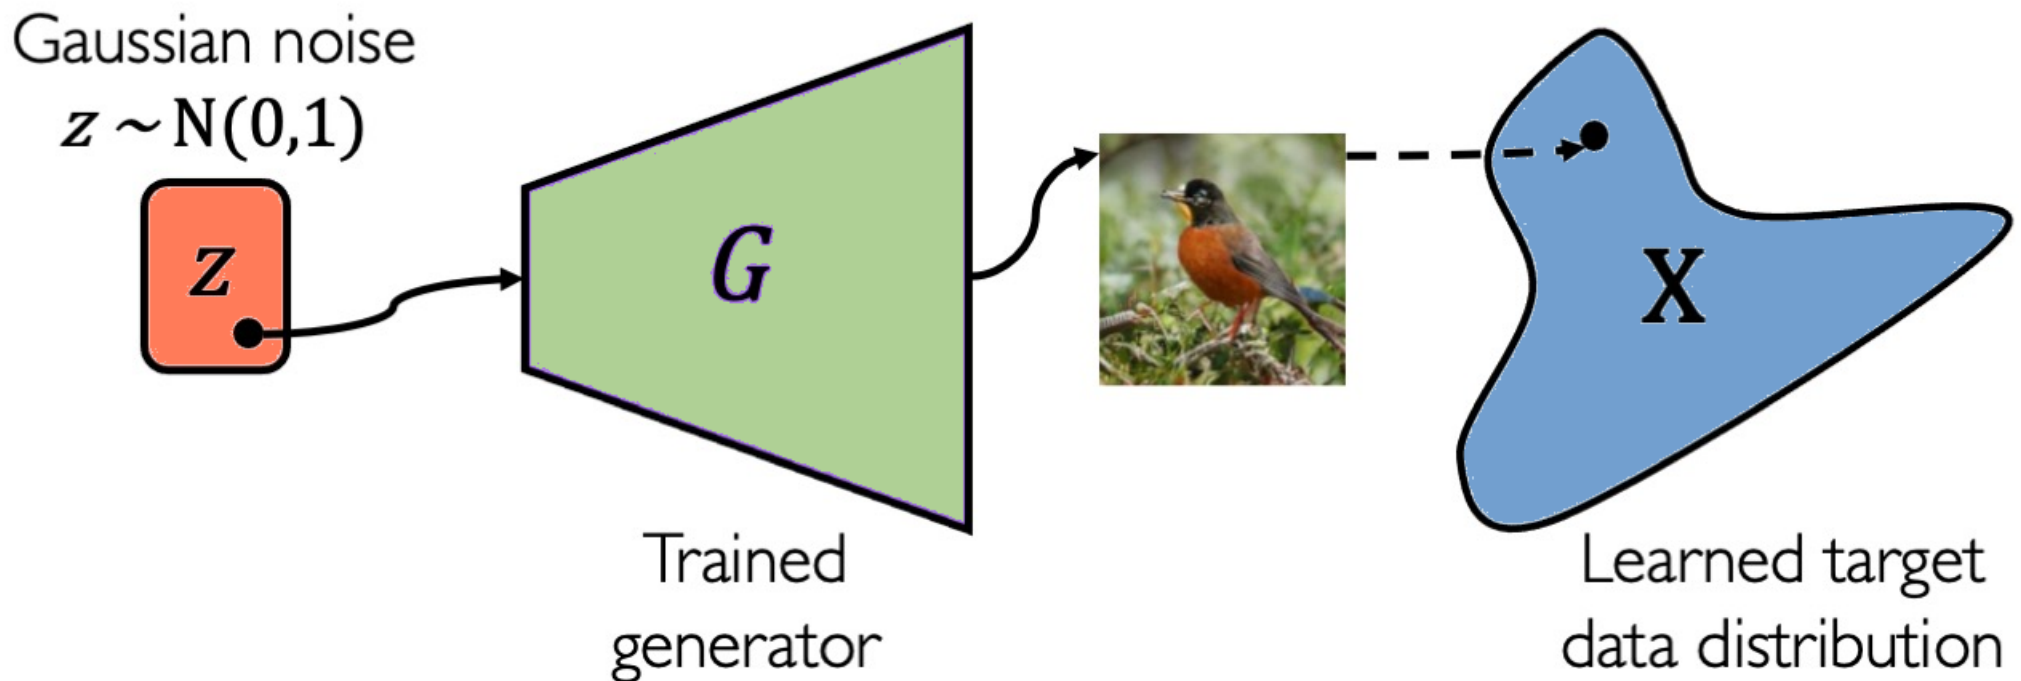 Gaussian noise
z ~ N(0,1)
z
G
X
Trained
generator
Learned target
data distribution